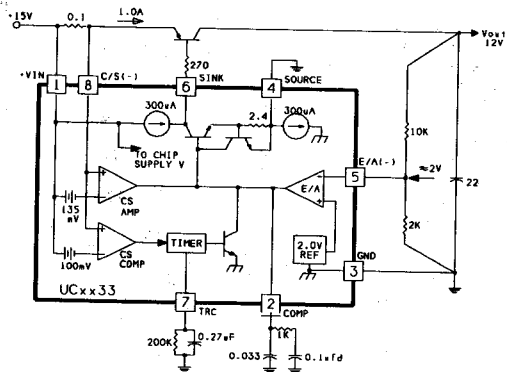 +15V
0.1
1.0A
Vout
12V
+VIN
1
8
C/S(-)
270
6
SINK
4
SOURCE
300uA
300uA
2.4
10K
TO CHIP
SUPPLY V
E/A(-)
5
≈2V
22
E/A
CS
AMP
135
mV
2K
CS
COMP
TIMER
2.0V
REF
GND
3
100mV
UCxx33
7
TRC
2
COMP
200K
0.27uF
1K
0.033
0.1ufd